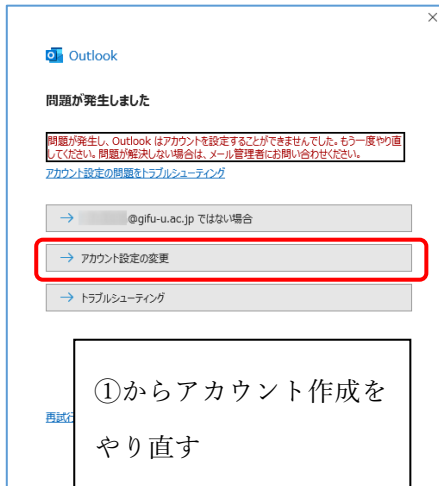 Outlook
問題が発生しました
問題が発生し、Outlook はアカウントを設定することができませんでした。もう一度やり直
してください。問題が解決しない場合は、メール管理者にお問い合わせください。
アカウント設定の問題をトラブルシューティング
@gifu-u.ac.jp ではない場合
アカウント設定の変更
トラブルシューティング
①からアカウント作成を
やり直す
再試行